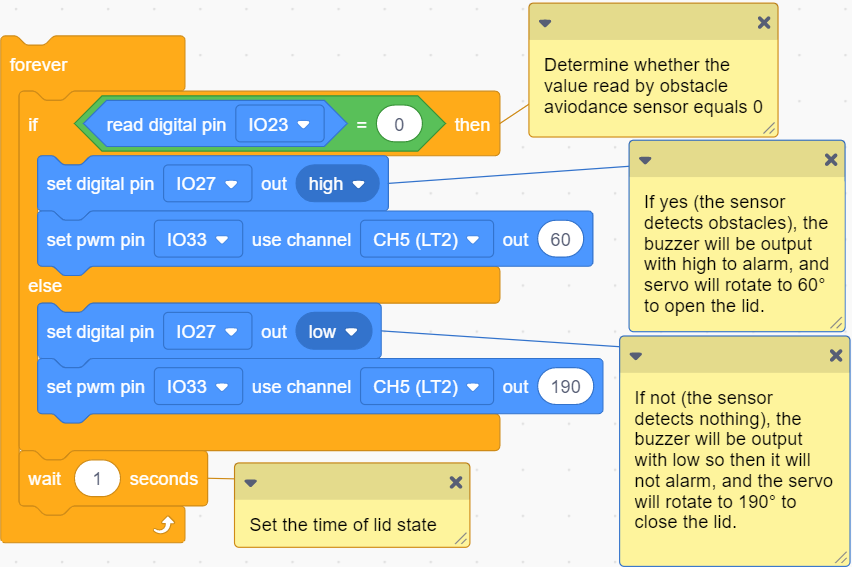 forever
if read digital pin IO23 = 0 then
set digital pin IO27 out high
set pwm pin IO33 use channel CH5 (LT2) out 60
else
set digital pin IO27 out low
set pwm pin IO33 use channel CH5 (LT2) out 190
wait 1 seconds
Determine whether the
value read by obstacle
aviodance sensor equals 0
If yes (the sensor
detects obstacles), the
buzzer will be output
with high to alarm, and
servo will rotate to 60°
to open the lid.
If not (the sensor
detects nothing), the
buzzer will be output
with low so then it will
not alarm, and the servo
will rotate to 190° to
close the lid.
Set the time of lid state